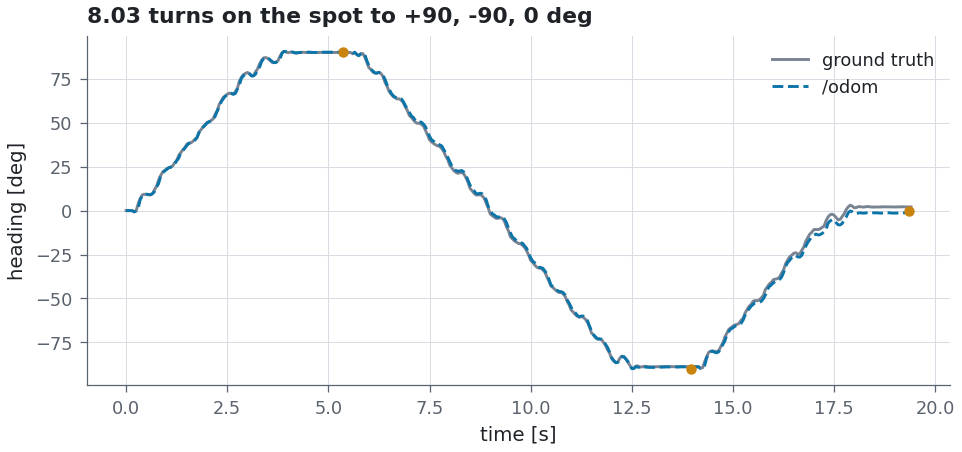 8.03 turns on the spot to +90, -90, 0 deg
ground truth
/odom
heading [deg]
75
50
25
0
−25
−50
−75
0.0 2.5 5.0 7.5 10.0 12.5 15.0 17.5 20.0
time [s]